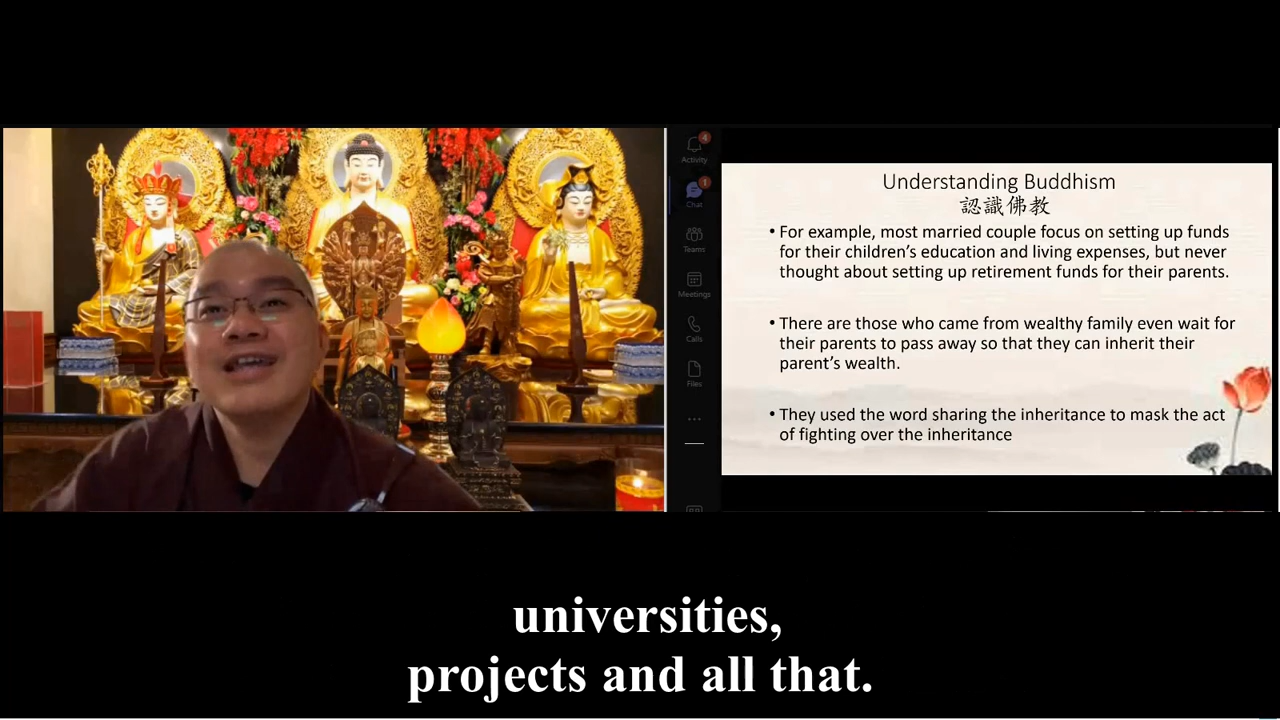 4
Activity
1
Chat
Teams
Meetings
Calls
Files
Understanding Buddhism
認識佛教
• For example, most married couple focus on setting up funds
for their children’s education and living expenses, but never
thought about setting up retirement funds for their parents.
• There are those who came from wealthy family even wait for
their parents to pass away so that they can inherit their
parent’s wealth.
• They used the word sharing the inheritance to mask the act
of fighting over the inheritance
universities,
projects and all that.